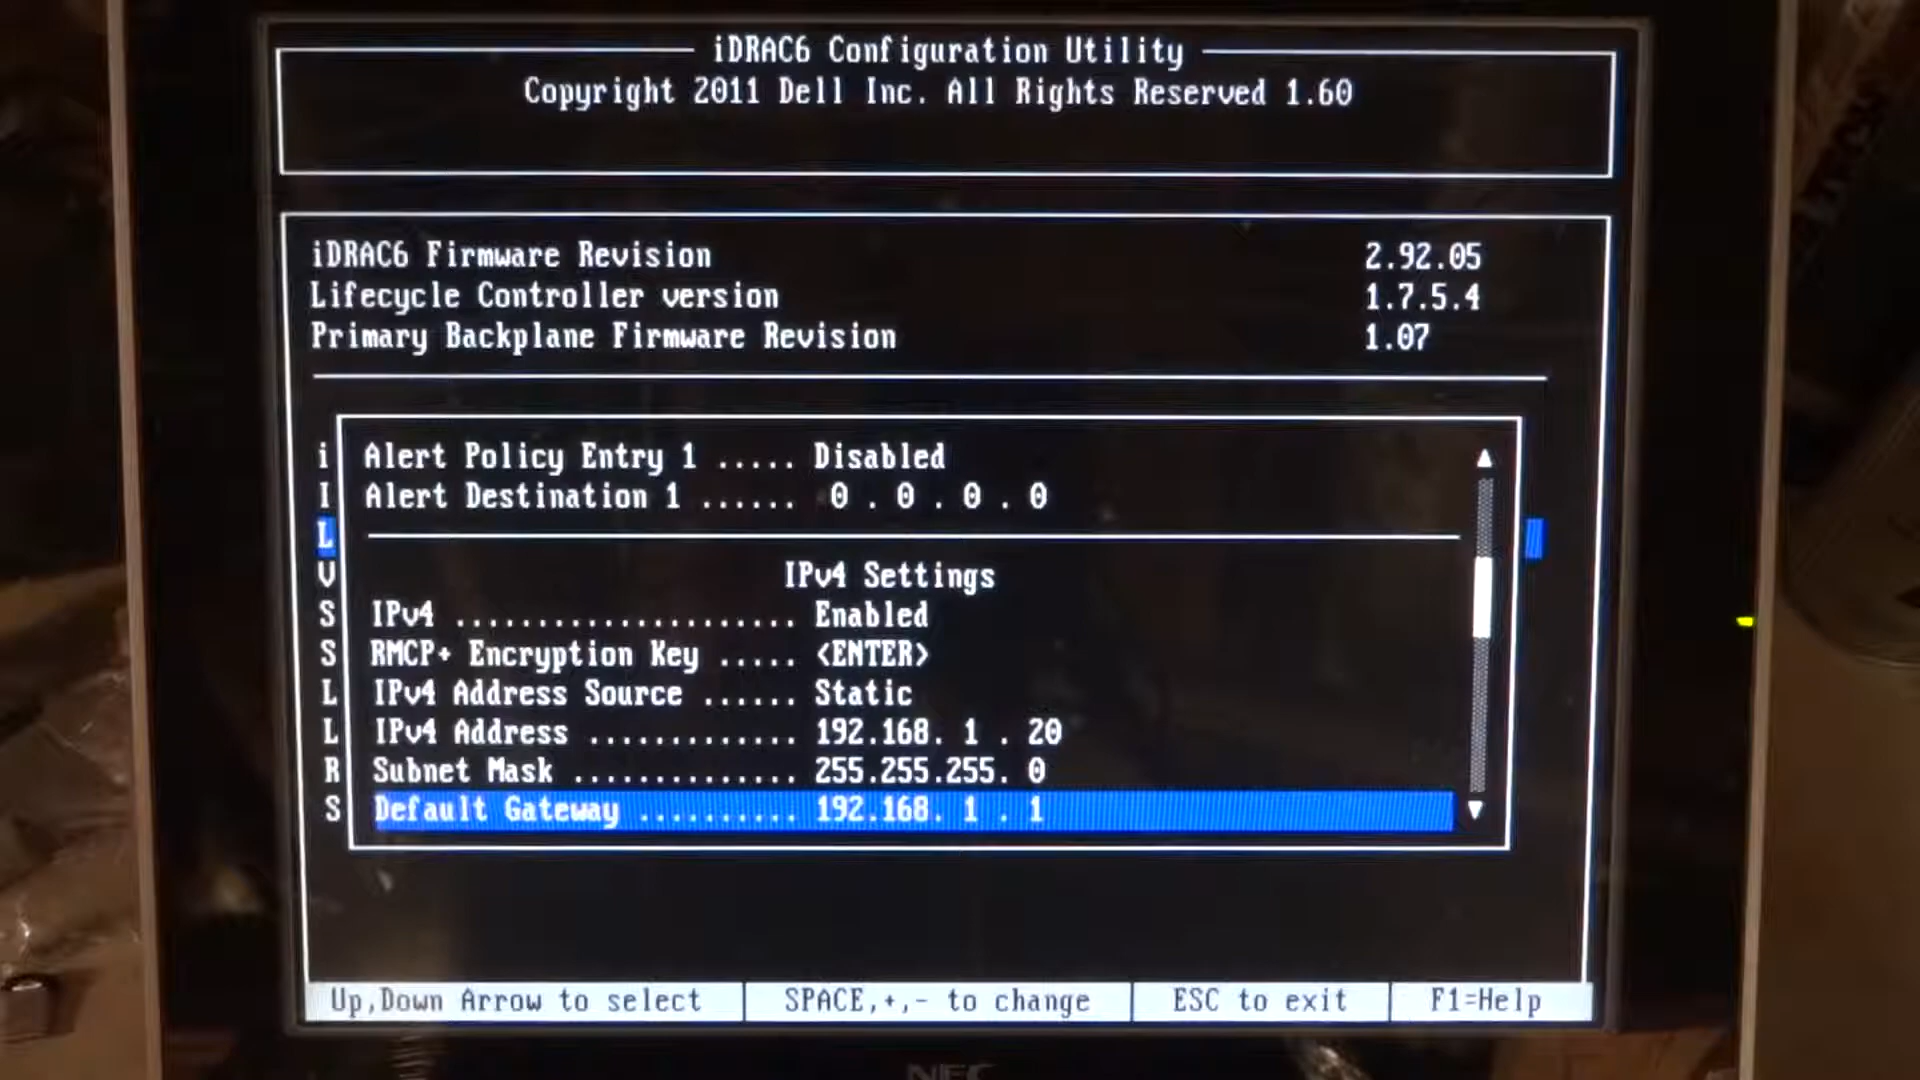 iDRAC6 Configuration Utility
Copyright 2011 Dell Inc. All Rights Reserved 1.60
iDRAC6 Firmware Revision 2.92.05
Lifecycle Controller version 1.7.5.4
Primary Backplane Firmware Revision 1.07
i Alert Policy Entry 1 ..... Disabled
I Alert Destination 1 ...... 0 . 0 . 0 . 0
L
V IPv4 Settings
S IPv4 ..................... Enabled
S RMCP+ Encryption Key ..... <ENTER>
L IPv4 Address Source ...... Static
L IPv4 Address ............. 192.168. 1 . 20
R Subnet Mask .............. 255.255.255. 0
S Default Gateway .......... 192.168. 1 . 1
Up,Down Arrow to select SPACE,+,- to change ESC to exit F1=Help
NEC